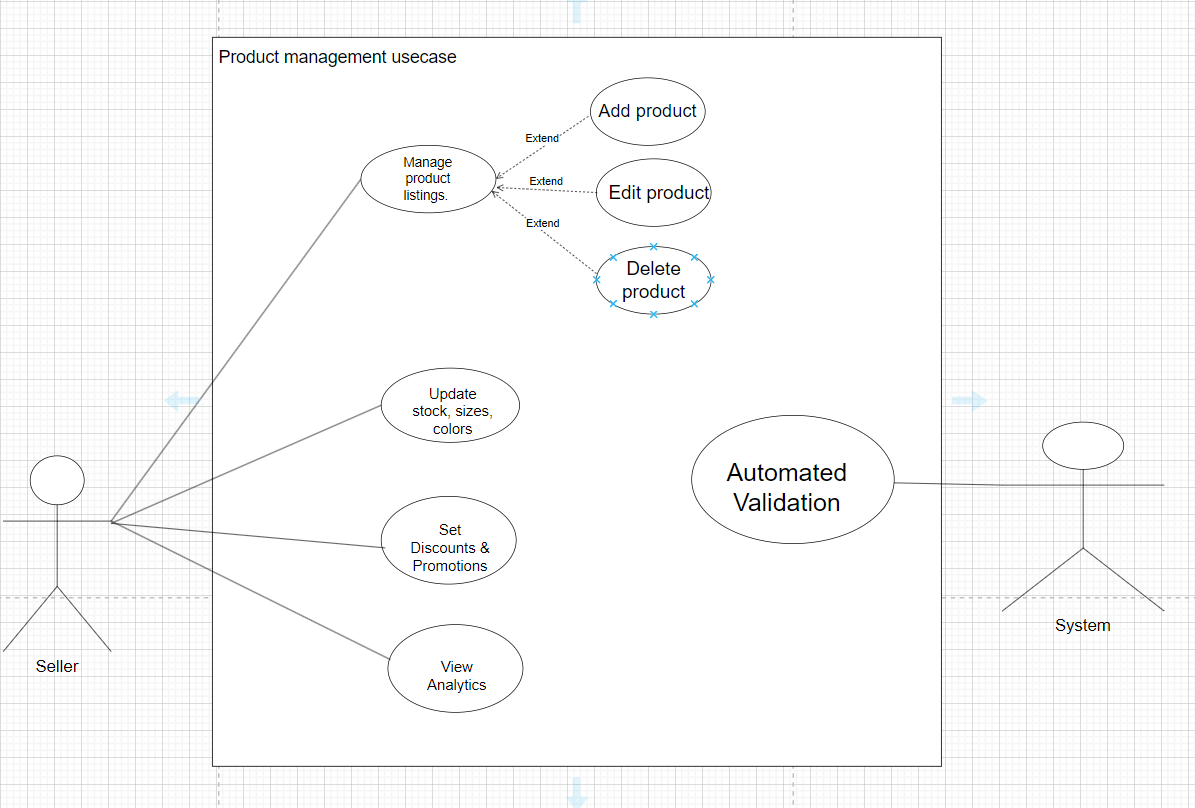 Product management usecase
Add product
Extend
Manage
product
listings.
Extend
Edit product
Extend
Delete
product
Update
stock, sizes,
colors
Automated
Validation
Set
Discounts &
Promotions
System
Seller
View
Analytics